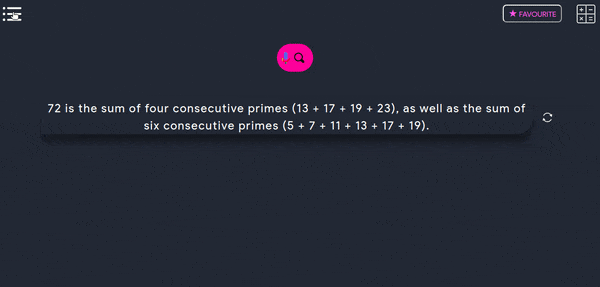 ★ FAVOURITE
72 is the sum of four consecutive primes (13 + 17 + 19 + 23), as well as the sum of
six consecutive primes (5 + 7 + 11 + 13 + 17 + 19).